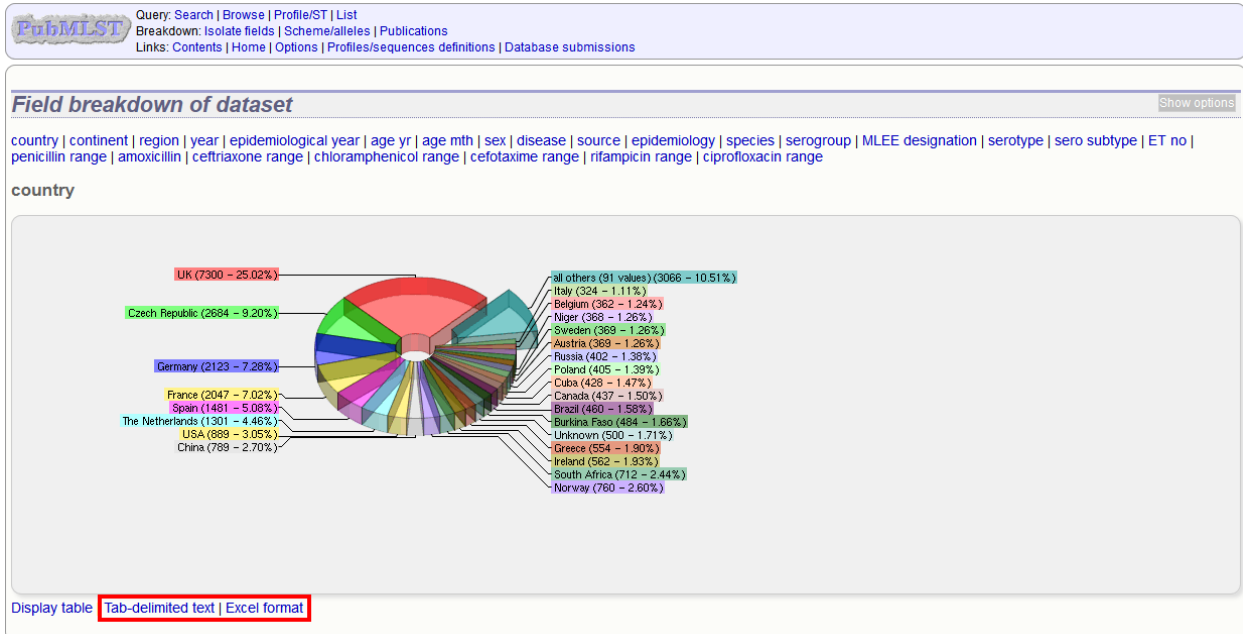 PubMLST
Query: Search | Browse | Profile/ST | List
Breakdown: Isolate fields | Scheme/alleles | Publications
Links: Contents | Home | Options | Profiles/sequences definitions | Database submissions
Field breakdown of dataset
Show options
country | continent | region | year | epidemiological year | age yr | age mth | sex | disease | source | epidemiology | species | serogroup | MLEE designation | serotype | sero subtype | ET no |
penicillin range | amoxicillin | ceftriaxone range | chloramphenicol range | cefotaxime range | rifampicin range | ciprofloxacin range
country
UK (7300 - 25.02%)
Czech Republic (2684 - 9.20%)
Germany (2123 - 7.28%)
France (2047 - 7.02%)
Spain (1481 - 5.08%)
The Netherlands (1301 - 4.46%)
USA (889 - 3.05%)
China (789 - 2.70%)
all others (91 values) (3066 - 10.51%)
Italy (324 - 1.11%)
Belgium (362 - 1.24%)
Niger (368 - 1.26%)
Sweden (369 - 1.26%)
Austria (369 - 1.26%)
Russia (402 - 1.38%)
Poland (405 - 1.39%)
Cuba (428 - 1.47%)
Canada (437 - 1.50%)
Brazil (460 - 1.58%)
Burkina Faso (484 - 1.66%)
Unknown (500 - 1.71%)
Greece (554 - 1.90%)
Ireland (562 - 1.93%)
South Africa (712 - 2.44%)
Norway (760 - 2.60%)
Display table
Tab-delimited text | Excel format